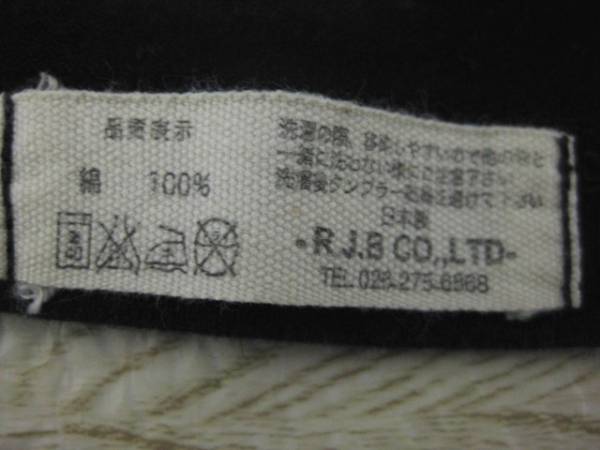 品質表示
綿 100%
洗濯の際、移染しやすいので他の物と
一緒に洗わない様にご注意下さい
洗濯後タンブラー乾燥は避けて下さい
日本製
・R.J.B CO.,LTD・
TEL.028-275-6868